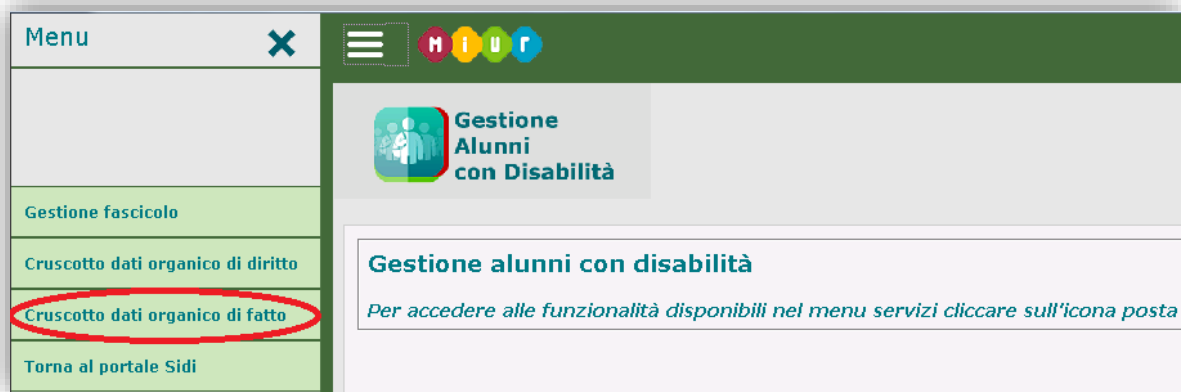 Menu
MIUr
Gestione
Alunni
con Disabilità
Gestione fascicolo
Cruscotto dati organico di diritto
Cruscotto dati organico di fatto
Torna al portale Sidi
Gestione alunni con disabilità
Per accedere alle funzionalità disponibili nel menu servizi cliccare sull'icona posta